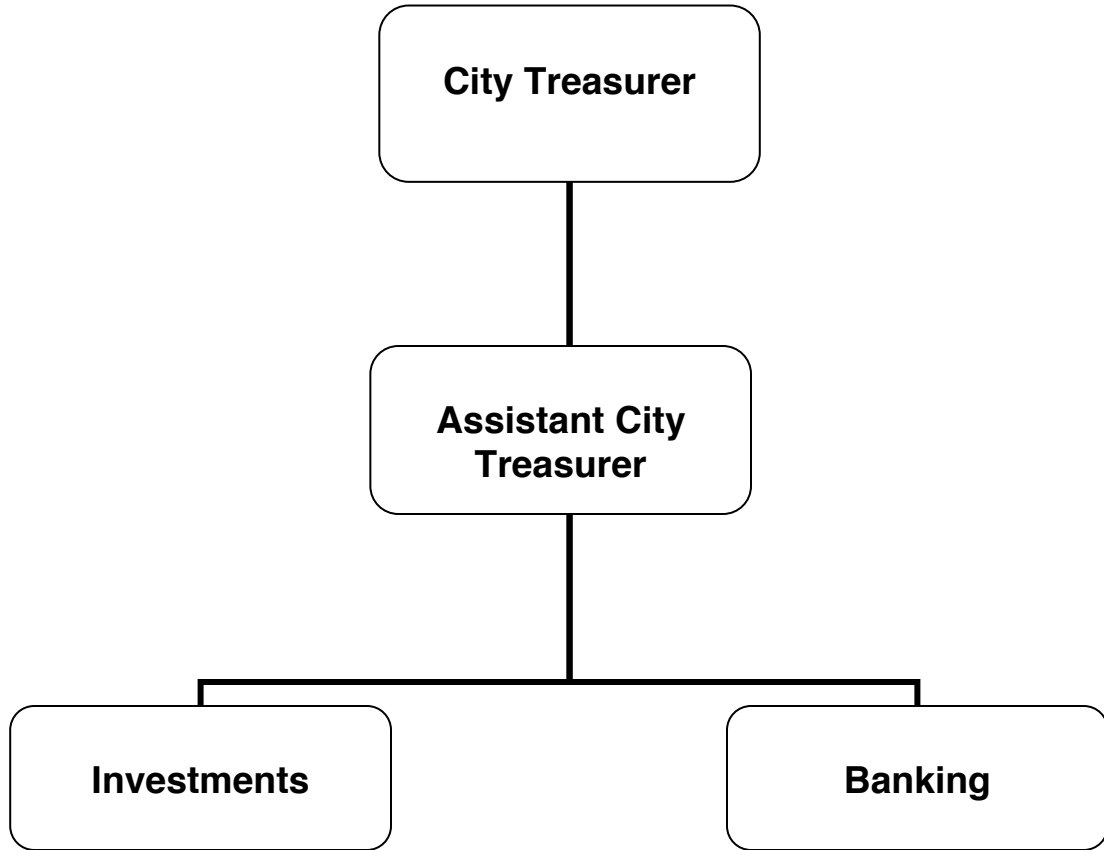 City Treasurer
Assistant City
Treasurer
Investments
Banking